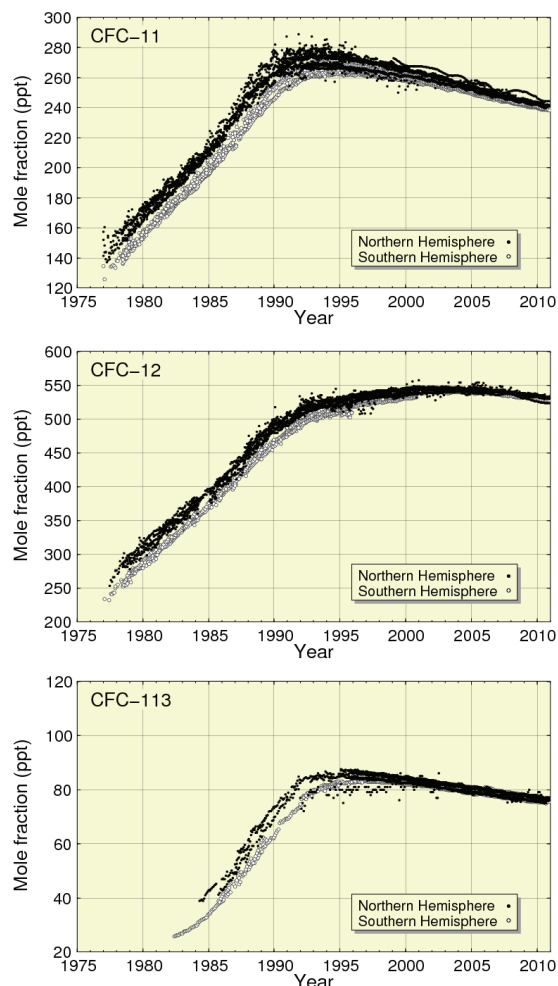 300
280
260
240
220
200
180
160
140
120
Mole fraction (ppt)
CFC-11
Northern Hemisphere
Southern Hemisphere
1975 1980 1985 1990 1995 2000 2005 2010
Year
600
550
500
450
400
350
300
250
200
Mole fraction (ppt)
CFC-12
Northern Hemisphere
Southern Hemisphere
1975 1980 1985 1990 1995 2000 2005 2010
Year
120
100
80
60
40
20
Mole fraction (ppt)
CFC-113
Northern Hemisphere
Southern Hemisphere
1975 1980 1985 1990 1995 2000 2005 2010
Year